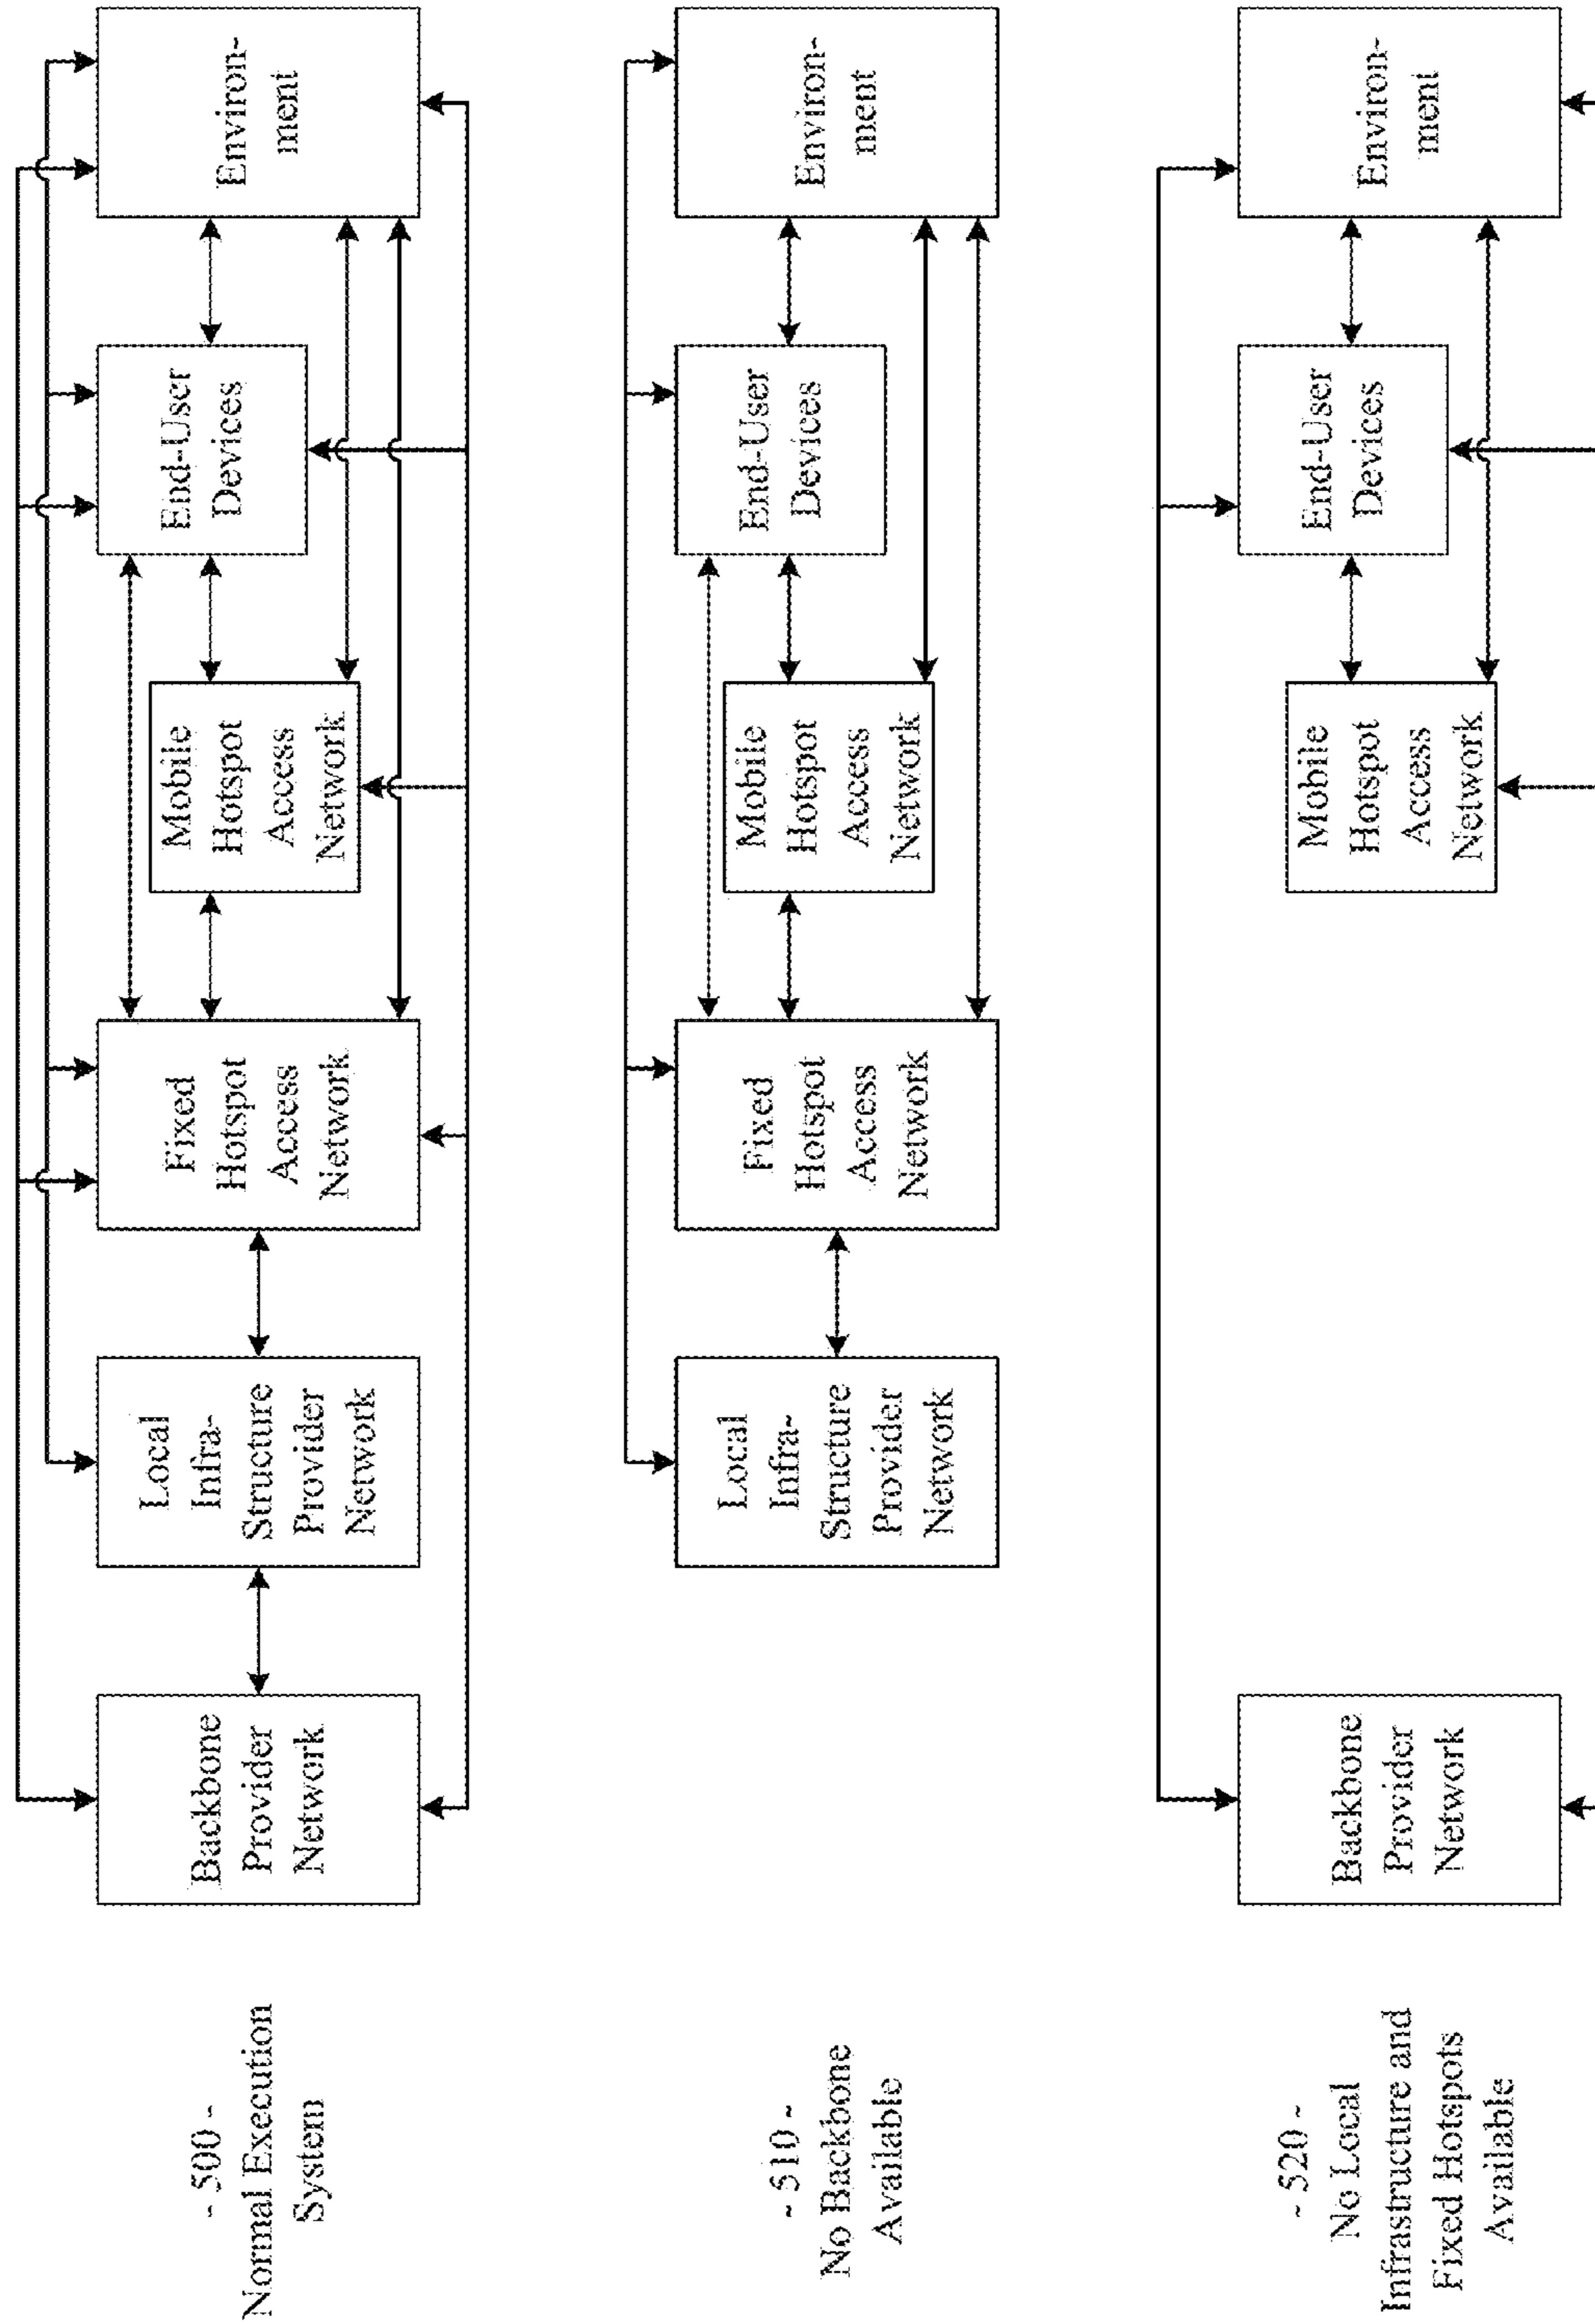 ~ 500 ~
Normal Execution
System
Backbone
Provider
Network
Local
Infra-
Structure
Provider
Network
Fixed
Hotspot
Access
Network
Mobile
Hotspot
Access
Network
End-User
Devices
Environ-
ment
~ 510 ~
No Backbone
Available
Local
Infra-
Structure
Provider
Network
Fixed
Hotspot
Access
Network
Mobile
Hotspot
Access
Network
End-User
Devices
Environ-
ment
~ 520 ~
No Local
Infrastructure and
Fixed Hotspots
Available
Backbone
Provider
Network
Mobile
Hotspot
Access
Network
End-User
Devices
Environ-
ment